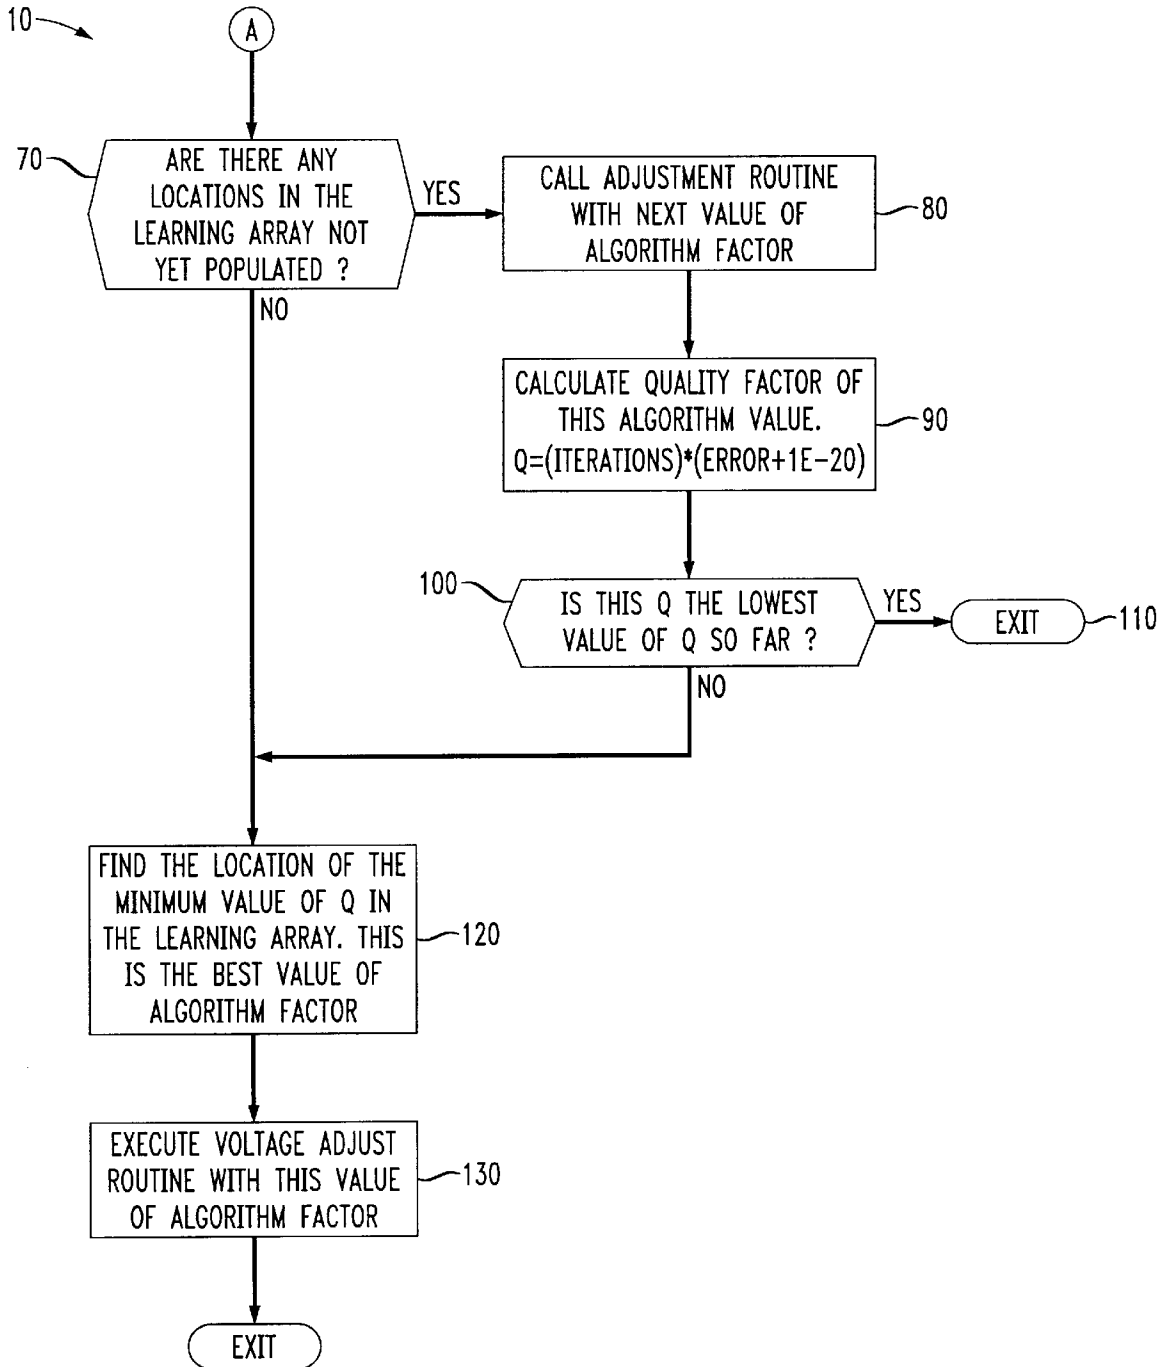 10
A
70
ARE THERE ANY
LOCATIONS IN THE
LEARNING ARRAY NOT
YET POPULATED ?
YES
NO
CALL ADJUSTMENT ROUTINE
WITH NEXT VALUE OF
ALGORITHM FACTOR
80
CALCULATE QUALITY FACTOR OF
THIS ALGORITHM VALUE.
Q=(ITERATIONS)*(ERROR+1E-20)
90
100
IS THIS Q THE LOWEST
VALUE OF Q SO FAR ?
YES
EXIT
110
NO
FIND THE LOCATION OF THE
MINIMUM VALUE OF Q IN
THE LEARNING ARRAY. THIS
IS THE BEST VALUE OF
ALGORITHM FACTOR
120
EXECUTE VOLTAGE ADJUST
ROUTINE WITH THIS VALUE
OF ALGORITHM FACTOR
130
EXIT